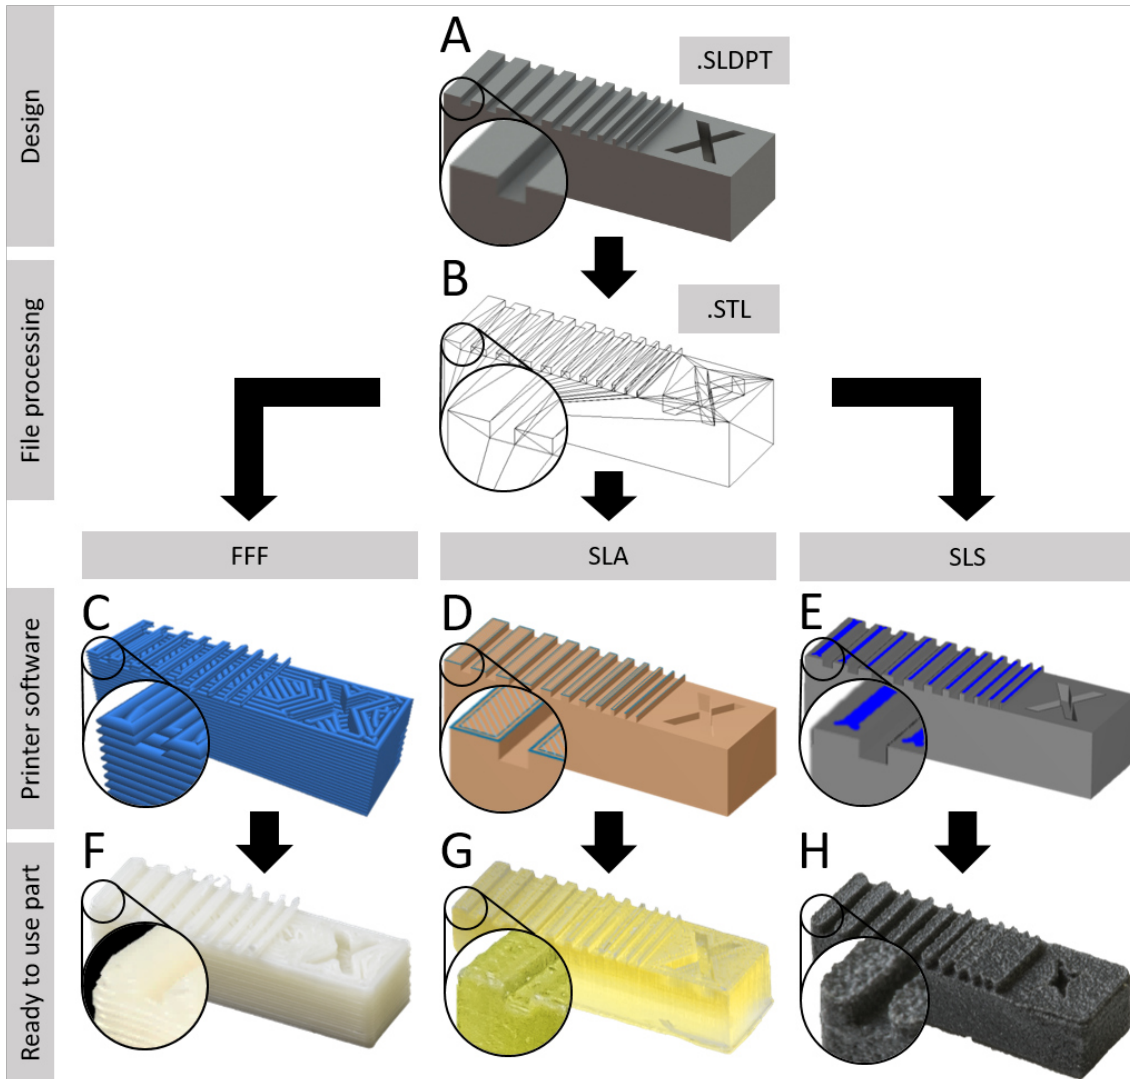 A
.SLDPT
Design
B
.STL
File processing
FFF
SLA
SLS
Printer software
C
D
E
Ready to use part
F
G
H